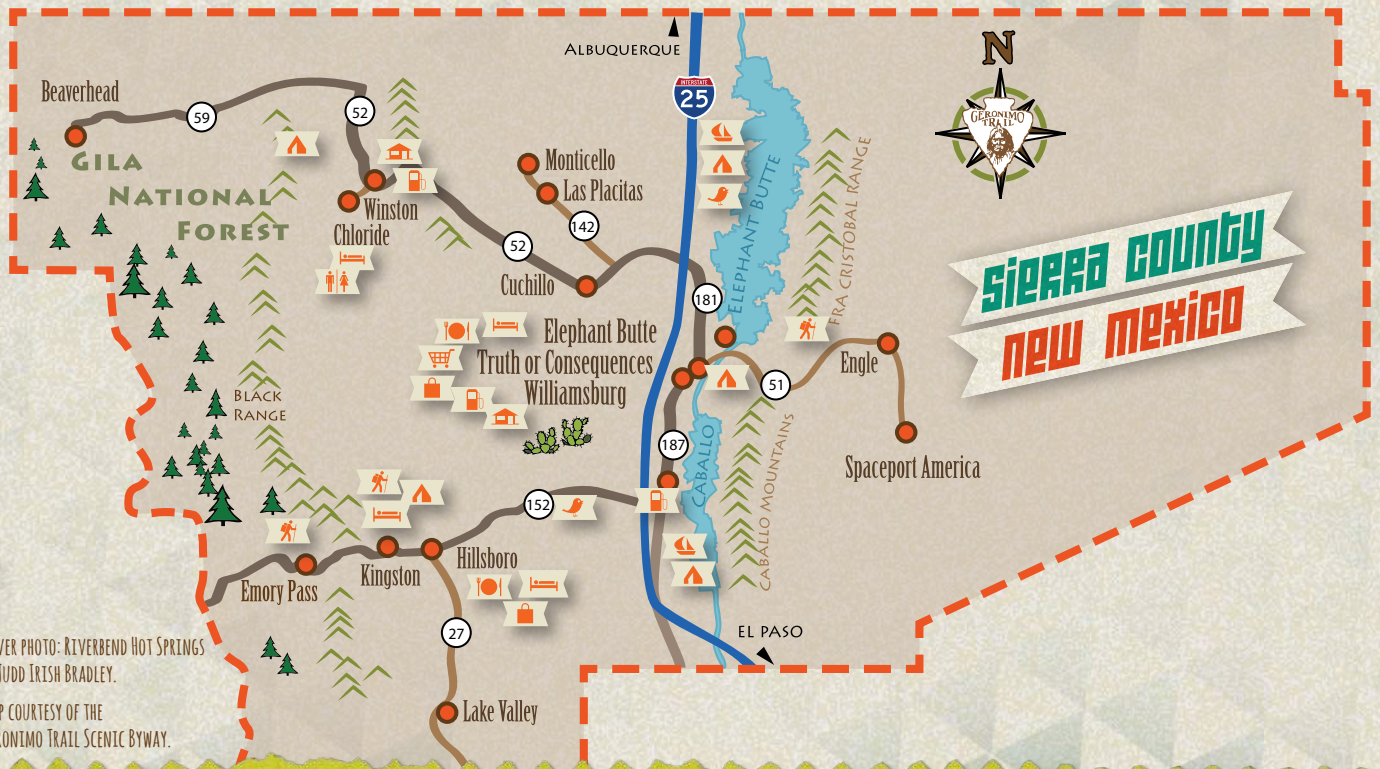 ALBUQUERQUE
N
INTERSTATE
25
Beaverhead
59
52
GERONIMO
TRAIL
GILA
NATIONAL
FOREST
Monticello
Las Placitas
Winston
Chloride
142
52
Cuchillo
181
ELEPHANT BUTTE
FRA CRISTOBAL RANGE
SIERRA COUNTY
NEW MEXICO
Elephant Butte
Truth or Consequences
Williamsburg
Engle
51
BLACK
RANGE
187
CABALLO
CABALLO MOUNTAINS
Spaceport America
152
Hillsboro
Kingston
Emory Pass
27
EL PASO
Lake Valley
VER PHOTO: RIVERBEND HOT SPRINGS
JUDD IRISH BRADLEY.
P COURTESY OF THE
RONIMO TRAIL SCENIC BYWAY.